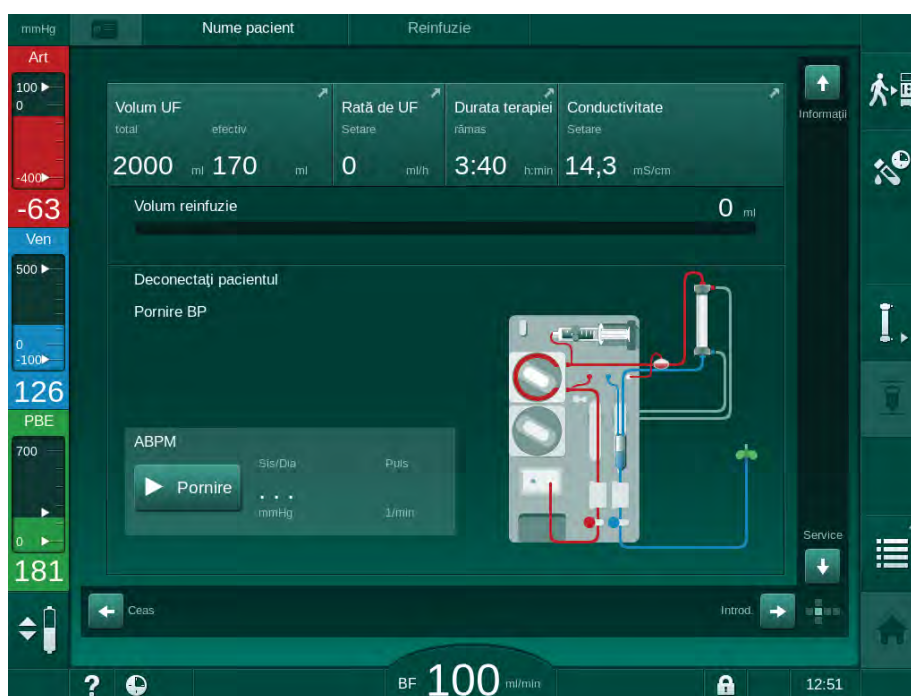 mmHg Nume pacient Reinfuzie
Art
100
0
-400
-63
Ven
500
0
-100
126
PBE
700
0
181
Volum UF Rată de UF Durata terapiei Conductivitate
total efectiv Setare rămas Setare
2000 ml 170 ml 0 ml/h 3:40 h:min 14,3 mS/cm
Volum reinfuzie 0 ml
Deconectați pacientul
Pornire BP
ABPM
Sis/Dia Puls
Pornire . . .
mmHg 1/min
Informații
Service
Ceas Introd.
? BF 100 ml/min 12:51